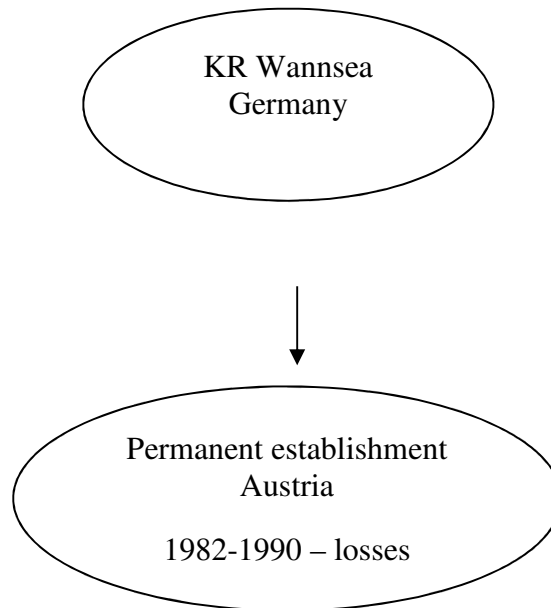 KR Wannsea
Germany
Permanent establishment
Austria
1982-1990 – losses